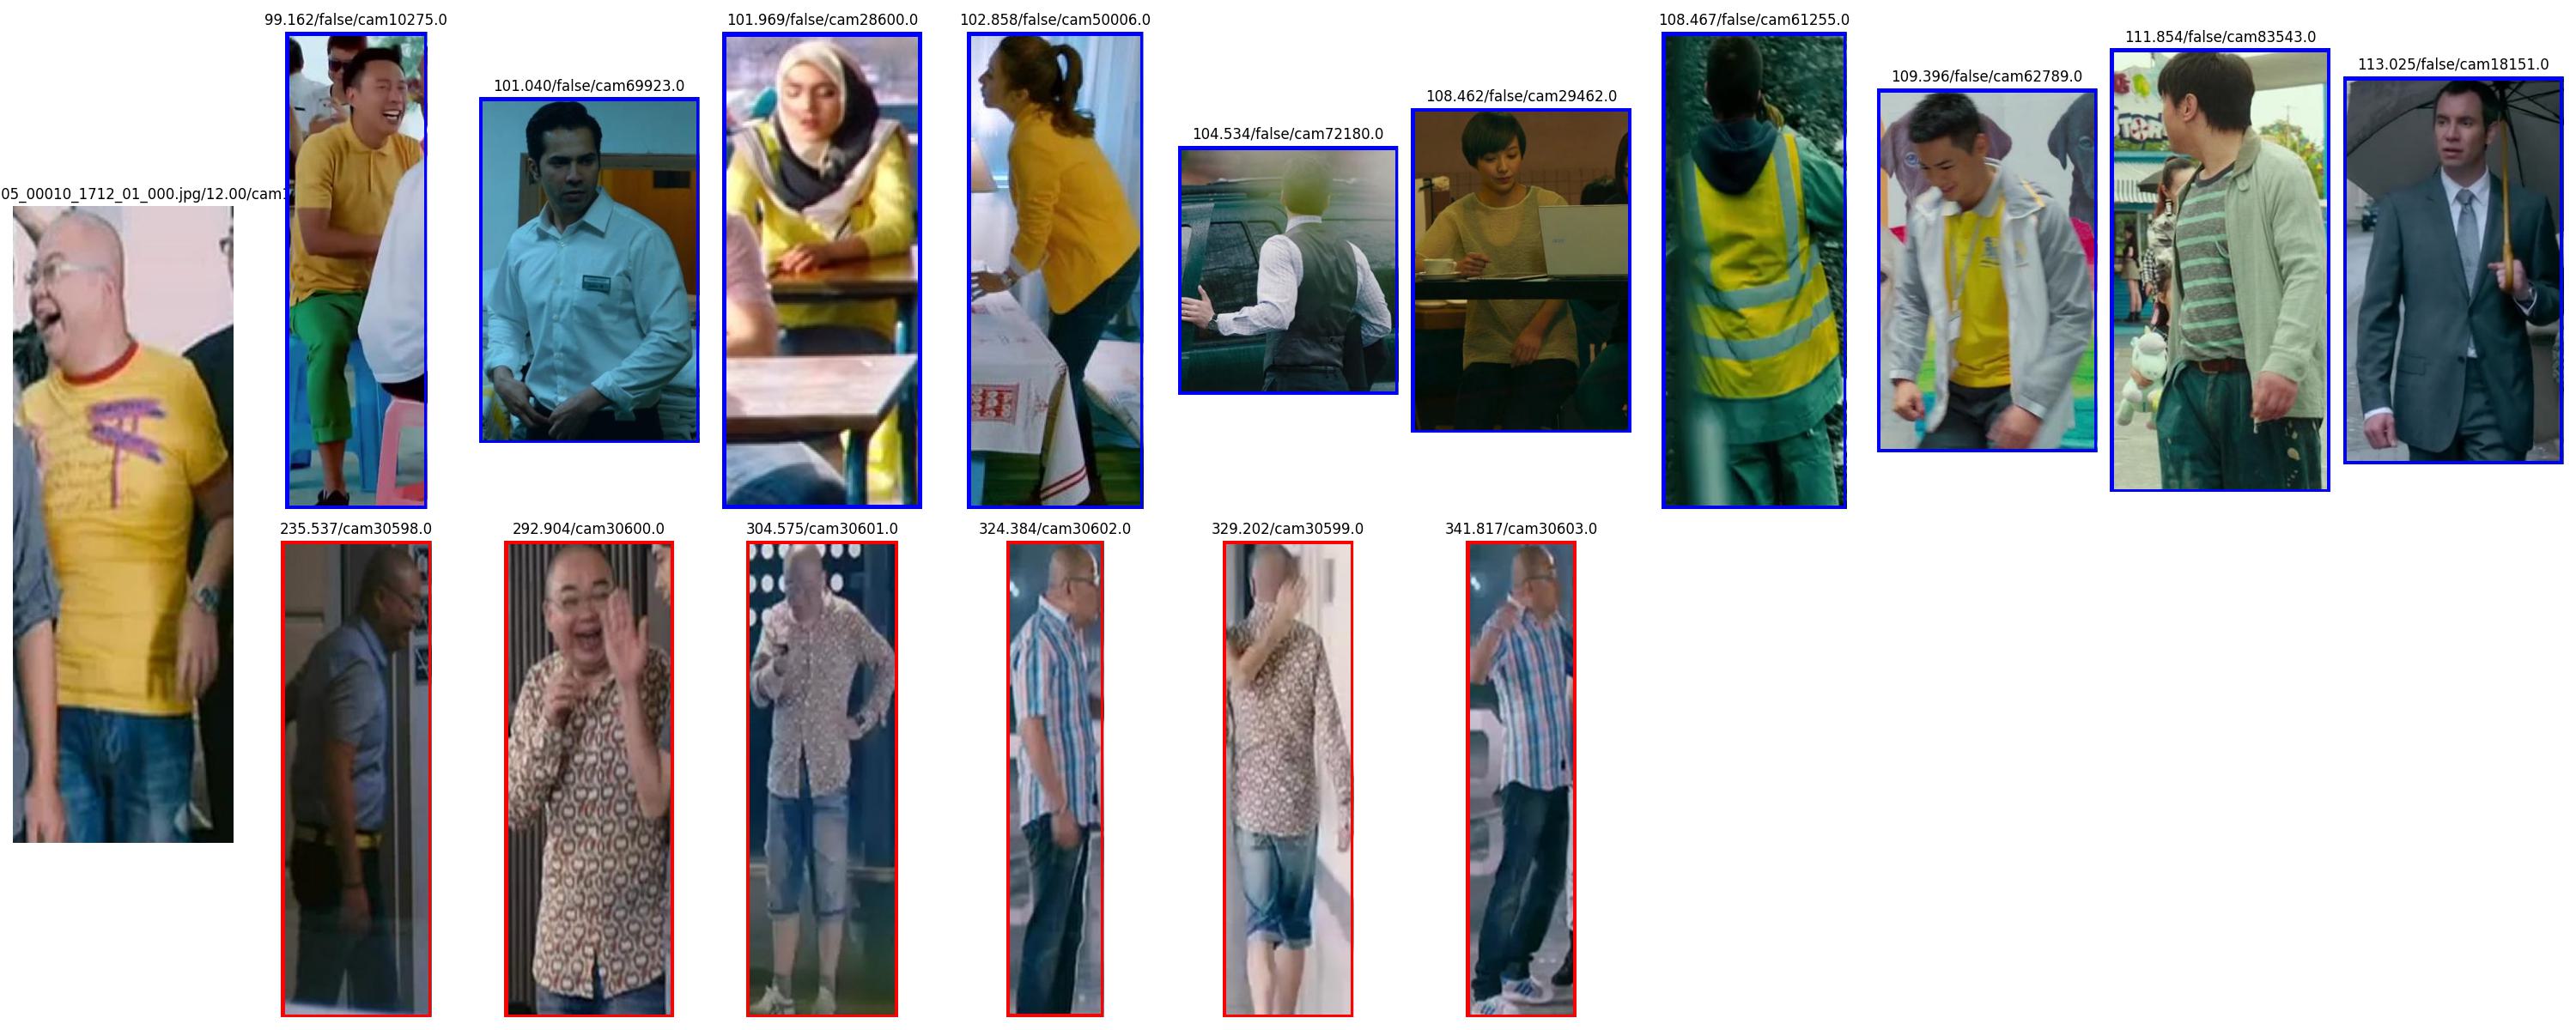 99.162/false/cam10275.0
101.040/false/cam69923.0
101.969/false/cam28600.0
102.858/false/cam50006.0
104.534/false/cam72180.0
108.462/false/cam29462.0
108.467/false/cam61255.0
109.396/false/cam62789.0
111.854/false/cam83543.0
113.025/false/cam18151.0
05_00010_1712_01_000.jpg/12.00/cam
235.537/cam30598.0
292.904/cam30600.0
304.575/cam30601.0
324.384/cam30602.0
329.202/cam30599.0
341.817/cam30603.0